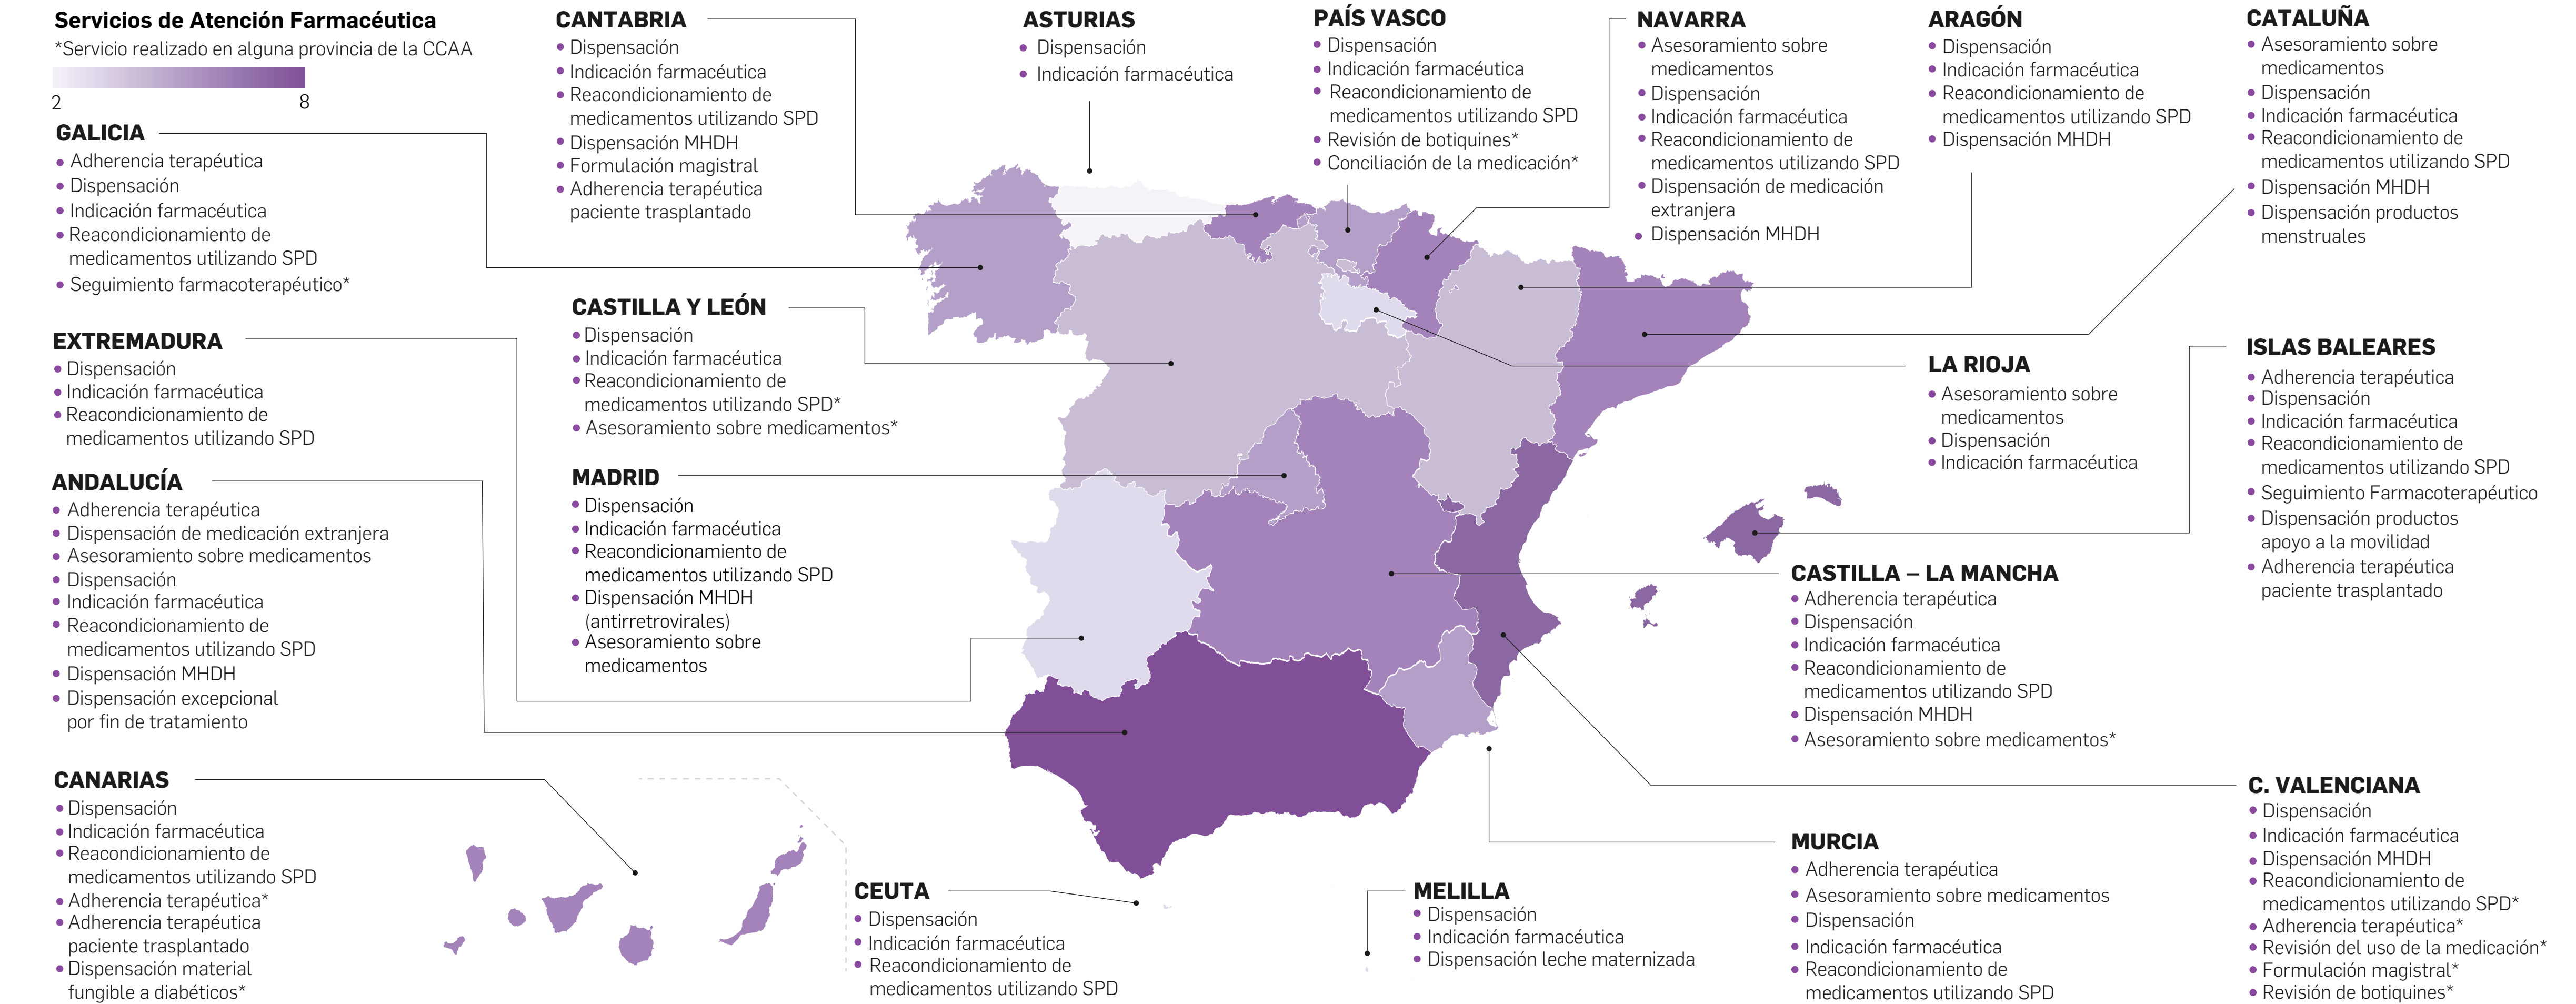 Servicios de Atención Farmacéutica
*Servicio realizado en alguna provincia de la CCAA
2
8
GALICIA
Adherencia terapéutica
Dispensación
Indicación farmacéutica
Reacondicionamiento de
medicamentos utilizando SPD
Seguimiento farmacoterapéutico*
EXTREMADURA
Dispensación
Indicación farmacéutica
Reacondicionamiento de
medicamentos utilizando SPD
ANDALUCÍA
Adherencia terapéutica
Dispensación de medicación extranjera
Asesoramiento sobre medicamentos
Dispensación
Indicación farmacéutica
Reacondicionamiento de
medicamentos utilizando SPD
Dispensación MHDH
Dispensación excepcional
por fin de tratamiento
CANARIAS
Dispensación
Indicación farmacéutica
Reacondicionamiento de
medicamentos utilizando SPD
Adherencia terapéutica*
Adherencia terapéutica
paciente trasplantado
Dispensación material
fungible a diabéticos*
CANTABRIA
Dispensación
Indicación farmacéutica
Reacondicionamiento de
medicamentos utilizando SPD
Dispensación MHDH
Formulación magistral
Adherencia terapéutica
paciente trasplantado
CASTILLA Y LEÓN
Dispensación
Indicación farmacéutica
Reacondicionamiento de
medicamentos utilizando SPD*
Asesoramiento sobre medicamentos*
MADRID
Dispensación
Indicación farmacéutica
Reacondicionamiento de
medicamentos utilizando SPD
Dispensación MHDH
(antirretrovirales)
Asesoramiento sobre
medicamentos
CEUTA
Dispensación
Indicación farmacéutica
Reacondicionamiento de
medicamentos utilizando SPD
ASTURIAS
Dispensación
Indicación farmacéutica
PAÍS VASCO
Dispensación
Indicación farmacéutica
Reacondicionamiento de
medicamentos utilizando SPD
Revisión de botiquines*
Conciliación de la medicación*
MELILLA
Dispensación
Indicación farmacéutica
Dispensación leche maternizada
NAVARRA
Asesoramiento sobre
medicamentos
Dispensación
Indicación farmacéutica
Reacondicionamiento de
medicamentos utilizando SPD
Dispensación de medicación
extranjera
Dispensación MHDH
ARAGÓN
Dispensación
Indicación farmacéutica
Reacondicionamiento de
medicamentos utilizando SPD
Dispensación MHDH
LA RIOJA
Asesoramiento sobre
medicamentos
Dispensación
Indicación farmacéutica
CASTILLA – LA MANCHA
Adherencia terapéutica
Dispensación
Indicación farmacéutica
Reacondicionamiento de
medicamentos utilizando SPD
Dispensación MHDH
Asesoramiento sobre medicamentos*
MURCIA
Adherencia terapéutica
Asesoramiento sobre medicamentos
Dispensación
Indicación farmacéutica
Reacondicionamiento de
medicamentos utilizando SPD
CATALUÑA
Asesoramiento sobre
medicamentos
Dispensación
Indicación farmacéutica
Reacondicionamiento de
medicamentos utilizando SPD
Dispensación MHDH
Dispensación productos
menstruales
ISLAS BALEARES
Adherencia terapéutica
Dispensación
Indicación farmacéutica
Reacondicionamiento de
medicamentos utilizando SPD
Seguimiento Farmacoterapéutico
Dispensación productos
apoyo a la movilidad
Adherencia terapéutica
paciente trasplantado
C. VALENCIANA
Dispensación
Indicación farmacéutica
Dispensación MHDH
Reacondicionamiento de
medicamentos utilizando SPD*
Adherencia terapéutica*
Revisión del uso de la medicación*
Formulación magistral*
Revisión de botiquines*